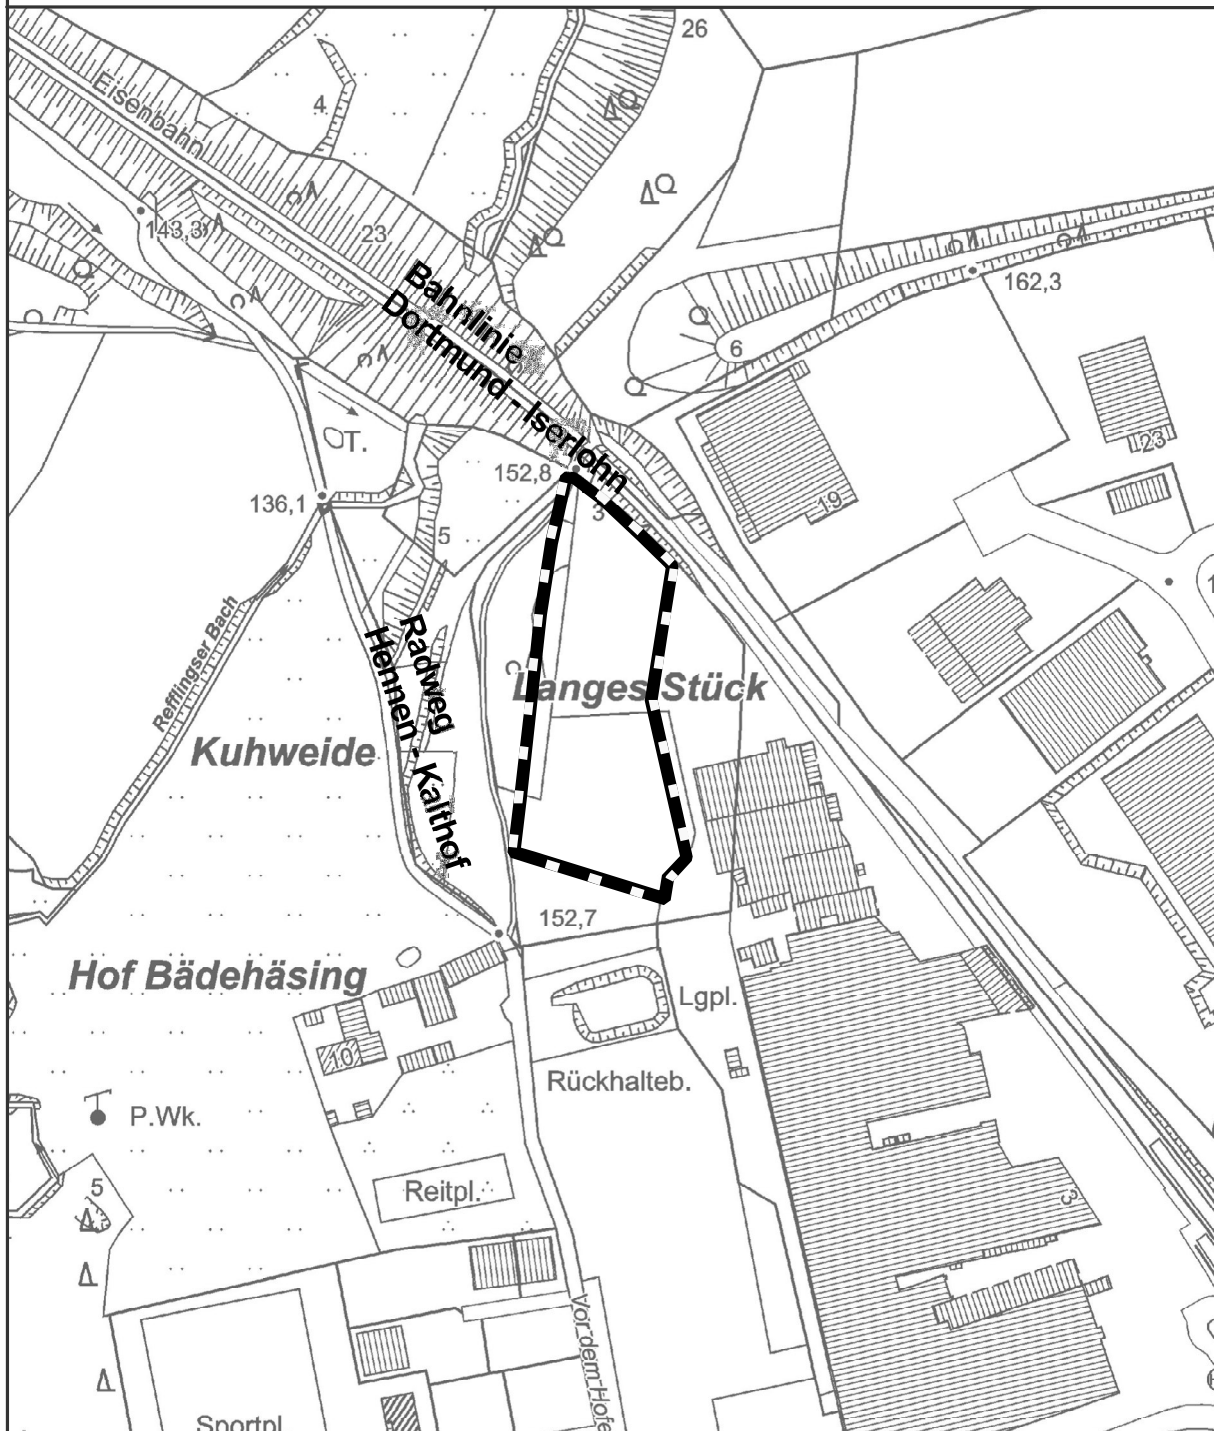 26
Eisenbahn
4
143,3
23
Bahnlinie
Dortmund - Iserlohn
162,3
6
T.
152,8
136,1
5
3
19
23
1
Refflingser Bach
Radweg
Hennen - Kalthof
Langes Stück
Kuhweide
152,7
Hof Bädehäsing
Lgpl.
10
Rückhalteb.
P.Wk.
5
Reitpl.
3
Vor dem Hofe
Sportpl.